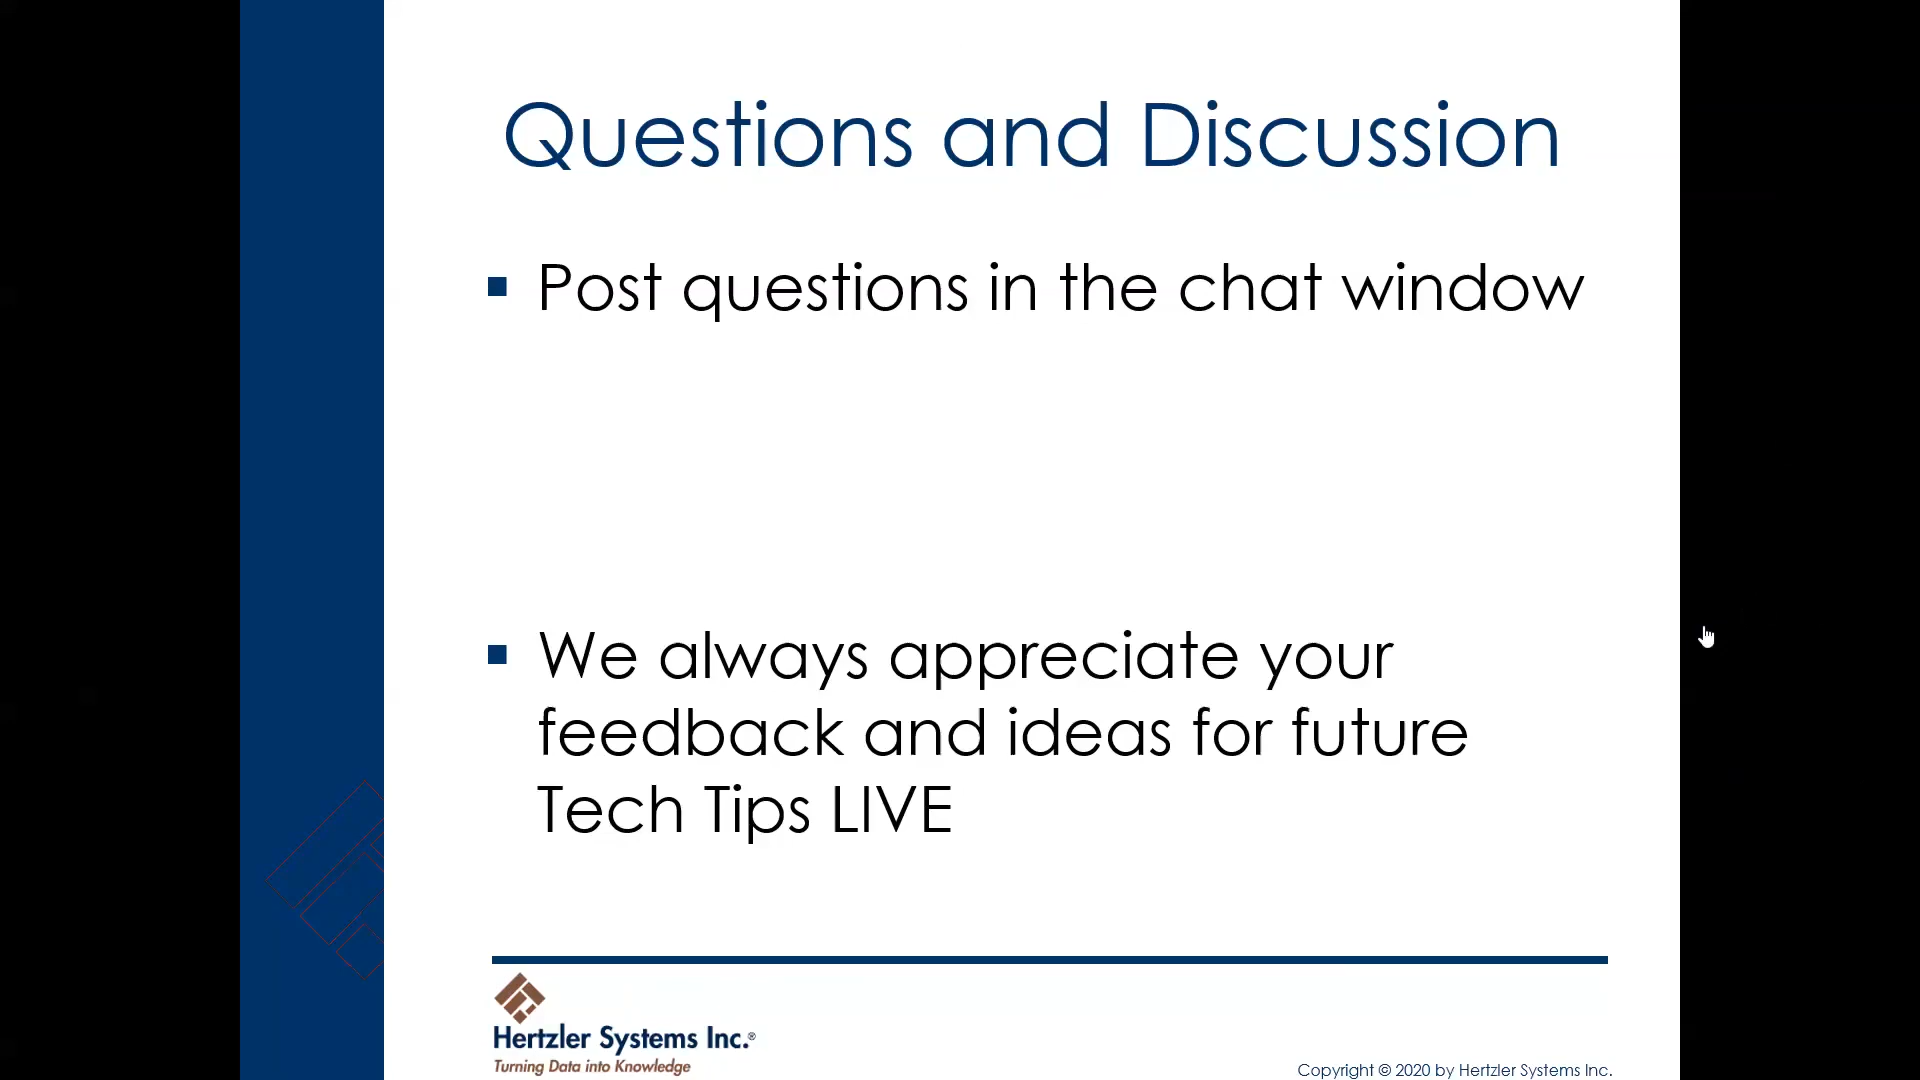 Questions and Discussion
Post questions in the chat window
We always appreciate your
feedback and ideas for future
Tech Tips LIVE
Hertzler Systems Inc.®
Turning Data into Knowledge
Copyright © 2020 by Hertzler Systems Inc.